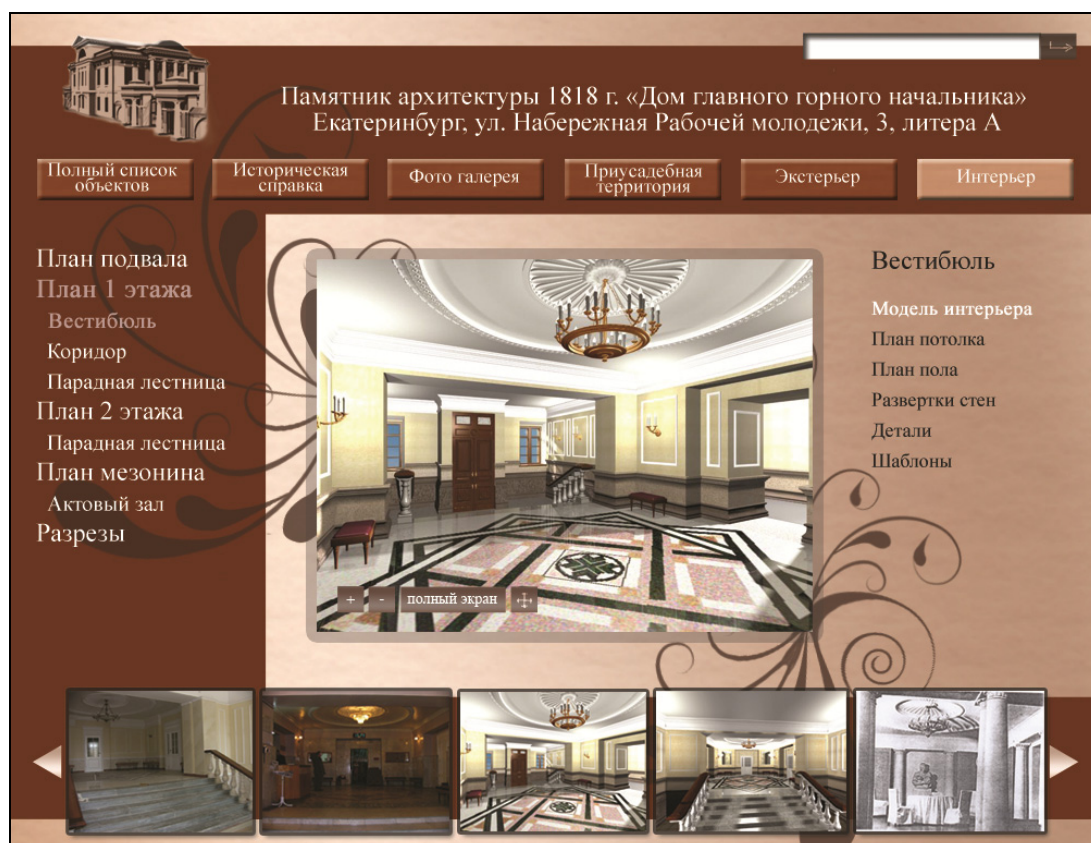 Памятник архитектуры 1818 г. «Дом главного горного начальника»
Екатеринбург, ул. Набережная Рабочей молодежи, 3, литера А
Полный список
объектов
Историческая
справка
Фото галерея
Приусадебная
территория
Экстерьер
Интерьер
План подвала
План 1 этажа
Вестибюль
Коридор
Парадная лестница
План 2 этажа
Парадная лестница
План мезонина
Актовый зал
Разрезы
+ - полный экран
Вестибюль
Модель интерьера
План потолка
План пола
Развертки стен
Детали
Шаблоны